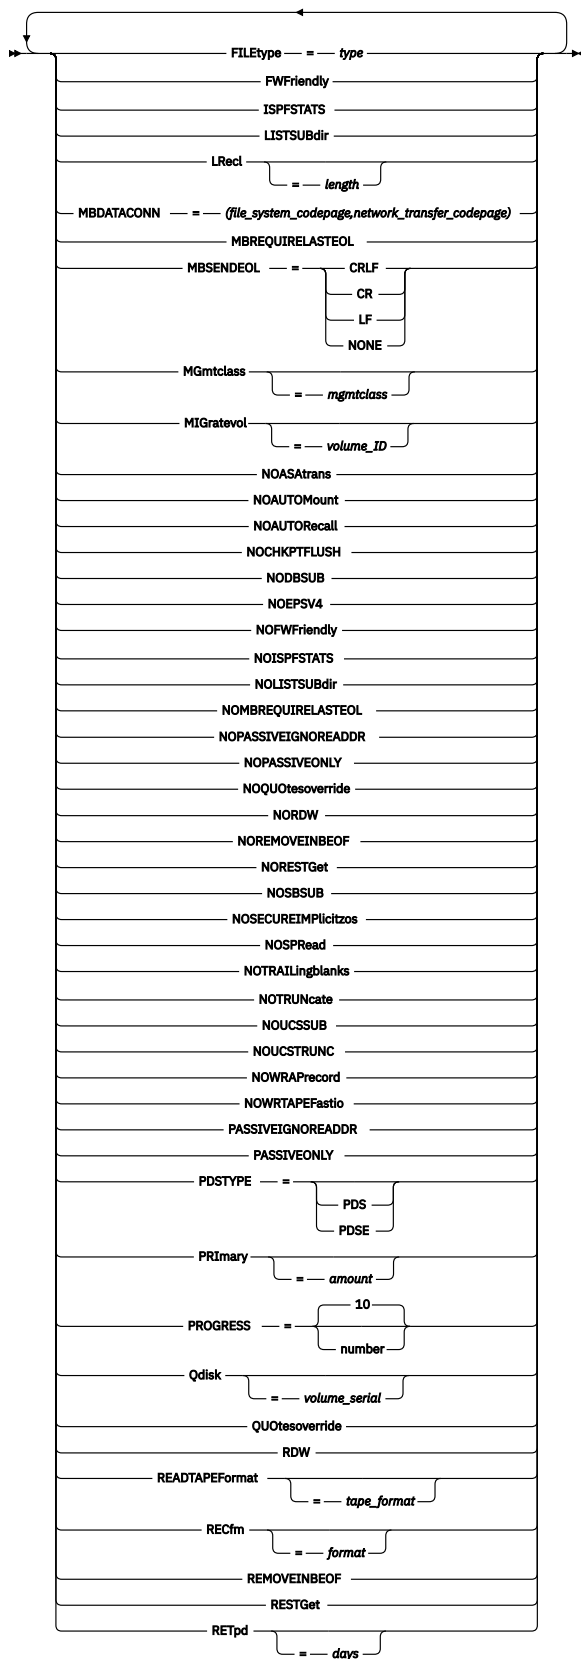 FILEtype = type
FWFriendly
ISPFSTATS
LISTSUBdir
LRecl
= length
MBDATACONN = (file_system_codepage,network_transfer_codepage)
MBREQUIRELASTEOL
MBSENDEOL = CRLF
CR
LF
NONE
MGmtclass
= mgmtclass
MIGratevol
= volume_ID
NOASAtrans
NOAUTOMount
NOAUTORecall
NOCHKPTFLUSH
NODBSUB
NOEPSV4
NOFWFriendly
NOISPFSTATS
NOLISTSUBdir
NOMBREQUIRELASTEOL
NOPASSIVEIGNOREADDR
NOPASSIVEONLY
NOQUOtesoverride
NORDW
NOREMOVEINBEOF
NORESTGet
NOSBSUB
NOSECUREIMPlicitzos
NOSPRead
NOTRAILingblanks
NOTRUNcate
NOUCSSUB
NOUCSTRUNC
NOWRAPrecord
NOWRTAPEFastio
PASSIVEIGNOREADDR
PASSIVEONLY
PDSTYPE =
PDS
PDSE
PRImary
= amount
10
PROGRESS =
number
Qdisk
= volume_serial
QUOtesoverride
RDW
READTAPEFormat
= tape_format
RECfm
= format
REMOVEINBEOF
RESTGet
RETpd
= days